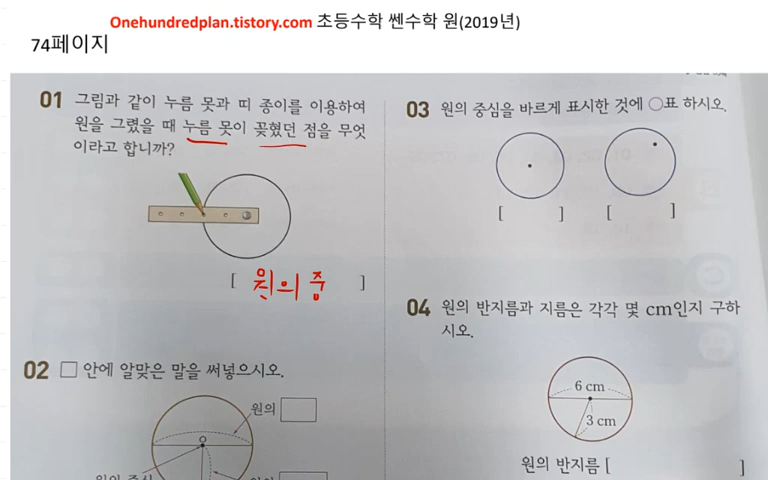 Onehundredplan.tistory.com 초등수학 쎈수학 원(2019년)
74페이지
01 그림과 같이 누름 못과 띠 종이를 이용하여
원을 그렸을 때 누름 못이 꽂혔던 점을 무엇
이라고 합니까?
[ 원의 중 ]
02 □ 안에 알맞은 말을 써넣으시오.
원의
03 원의 중심을 바르게 표시한 것에 ○표 하시오.
[ ] [ ]
04 원의 반지름과 지름은 각각 몇 cm인지 구하
시오.
6 cm
3 cm
원의 반지름 [ ]